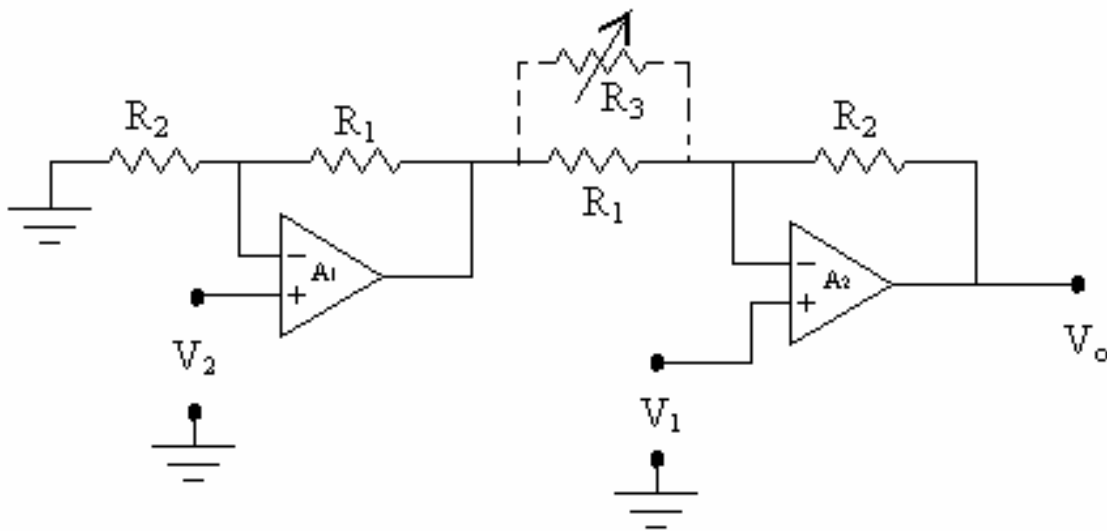 R₃
R₂
R₁
R₁
R₂
− A₁ +
− A₂ +
V₂
V₁
Vₒ